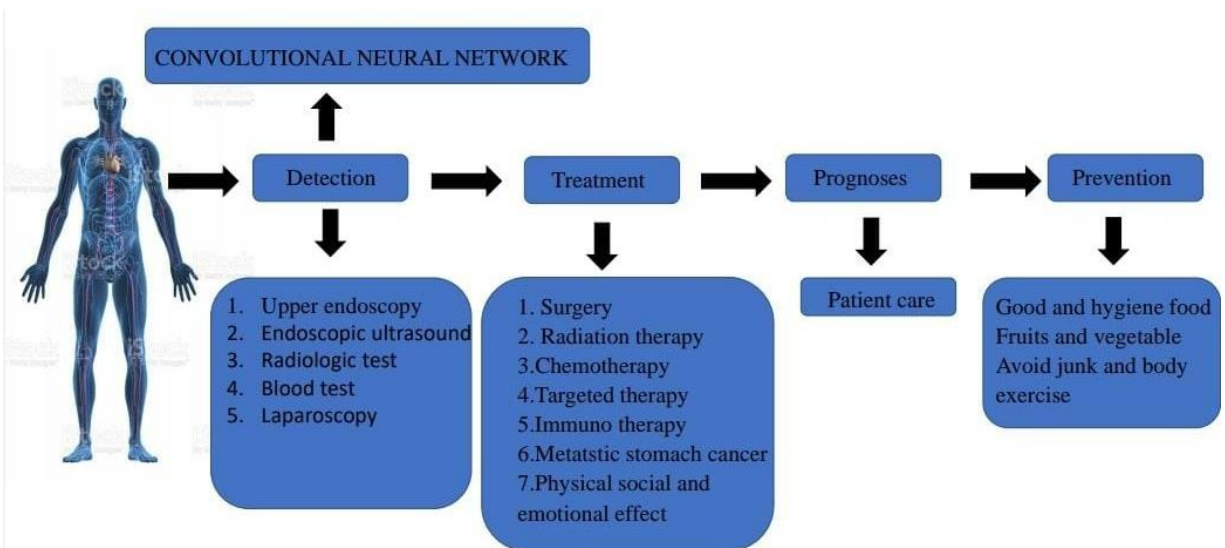 CONVOLUTIONAL NEURAL NETWORK
Detection
Treatment
Prognoses
Prevention
1. Upper endoscopy
2. Endoscopic ultrasound
3. Radiologic test
4. Blood test
5. Laparoscopy
1. Surgery
2. Radiation therapy
3.Chemotherapy
4.Targeted therapy
5.Immuno therapy
6.Metatstic stomach cancer
7.Physical social and
emotional effect
Patient care
Good and hygiene food
Fruits and vegetable
Avoid junk and body
exercise
iStock
iStock
iStock